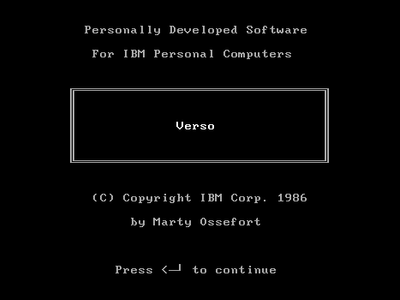 Personally Developed Software
For IBM Personal Computers
Verso
(C) Copyright IBM Corp. 1986
by Marty Ossefort
Press <─┘ to continue